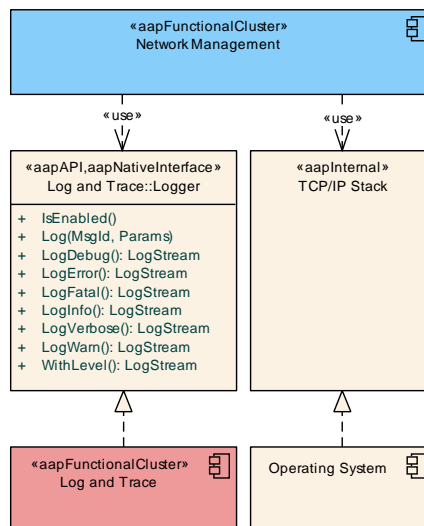 «aapFunctionalCluster»
Network Management
«use»
«use»
«aapAPI,aapNativeInterface»
Log and Trace::Logger
+ IsEnabled()
+ Log(MsgId, Params)
+ LogDebug(): LogStream
+ LogError(): LogStream
+ LogFatal(): LogStream
+ LogInfo(): LogStream
+ LogVerbose(): LogStream
+ LogWarn(): LogStream
+ WithLevel(): LogStream
«aapInternal»
TCP/IP Stack
«aapFunctionalCluster»
Log and Trace
Operating System